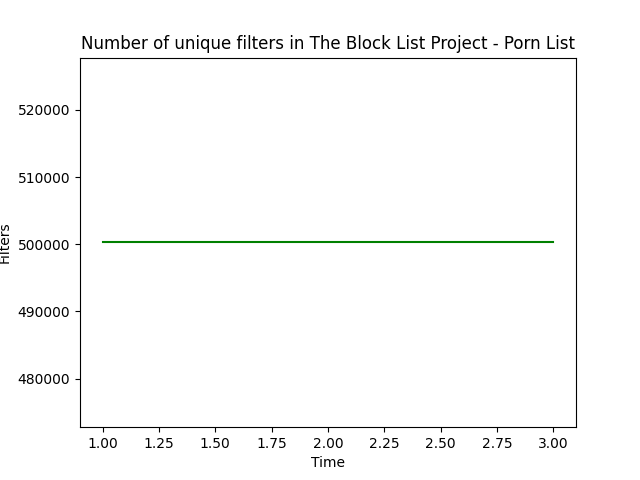 Number of unique filters in The Block List Project - Porn List
520000
510000
500000
490000
480000
Filters
1.00 1.25 1.50 1.75 2.00 2.25 2.50 2.75 3.00
Time